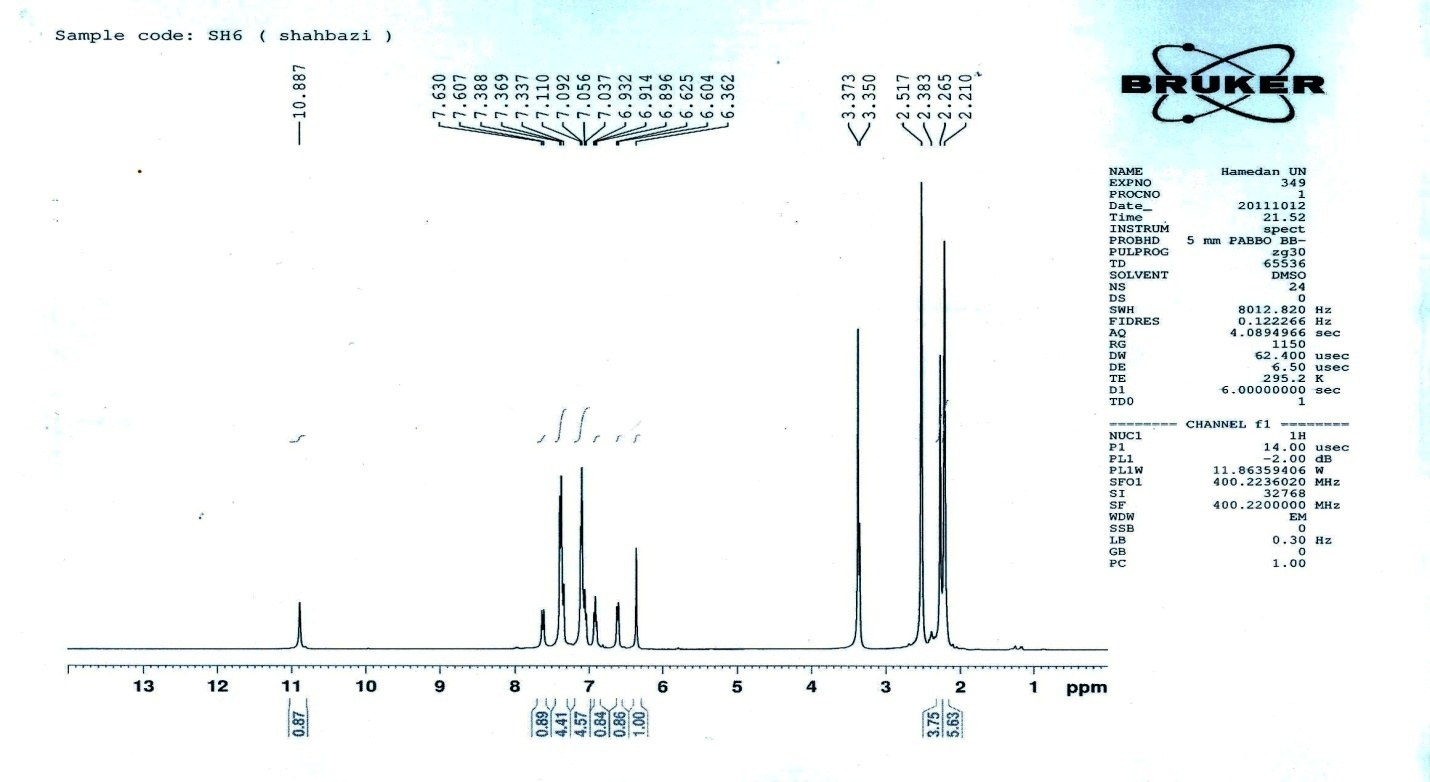 Sample code: SH6 ( shahbazi )
10.887
7.630
7.607
7.388
7.369
7.337
7.110
7.092
7.056
7.037
6.932
6.914
6.896
6.625
6.604
6.362
3.373
3.350
2.517
2.383
2.265
2.210
BRUKER
NAME Hamedan UN
EXPNO 349
PROCNO 1
Date_ 20111012
Time 21.52
INSTRUM spect
PROBHD 5 mm PABBO BB-
PULPROG zg30
TD 65536
SOLVENT DMSO
NS 24
DS 0
SWH 8012.820 Hz
FIDRES 0.122266 Hz
AQ 4.0894966 sec
RG 1150
DW 62.400 usec
DE 6.50 usec
TE 295.2 K
D1 6.00000000 sec
TD0 1
======== CHANNEL f1 ========
NUC1 1H
P1 14.00 usec
PL1 -2.00 dB
PL1W 11.86359406 W
SFO1 400.2236020 MHz
SI 32768
SF 400.2200000 MHz
WDW EM
SSB 0
LB 0.30 Hz
GB 0
PC 1.00
13 12 11 10 9 8 7 6 5 4 3 2 1 ppm
0.87
0.89
4.41
4.57
0.84
0.86
1.00
3.75
5.63